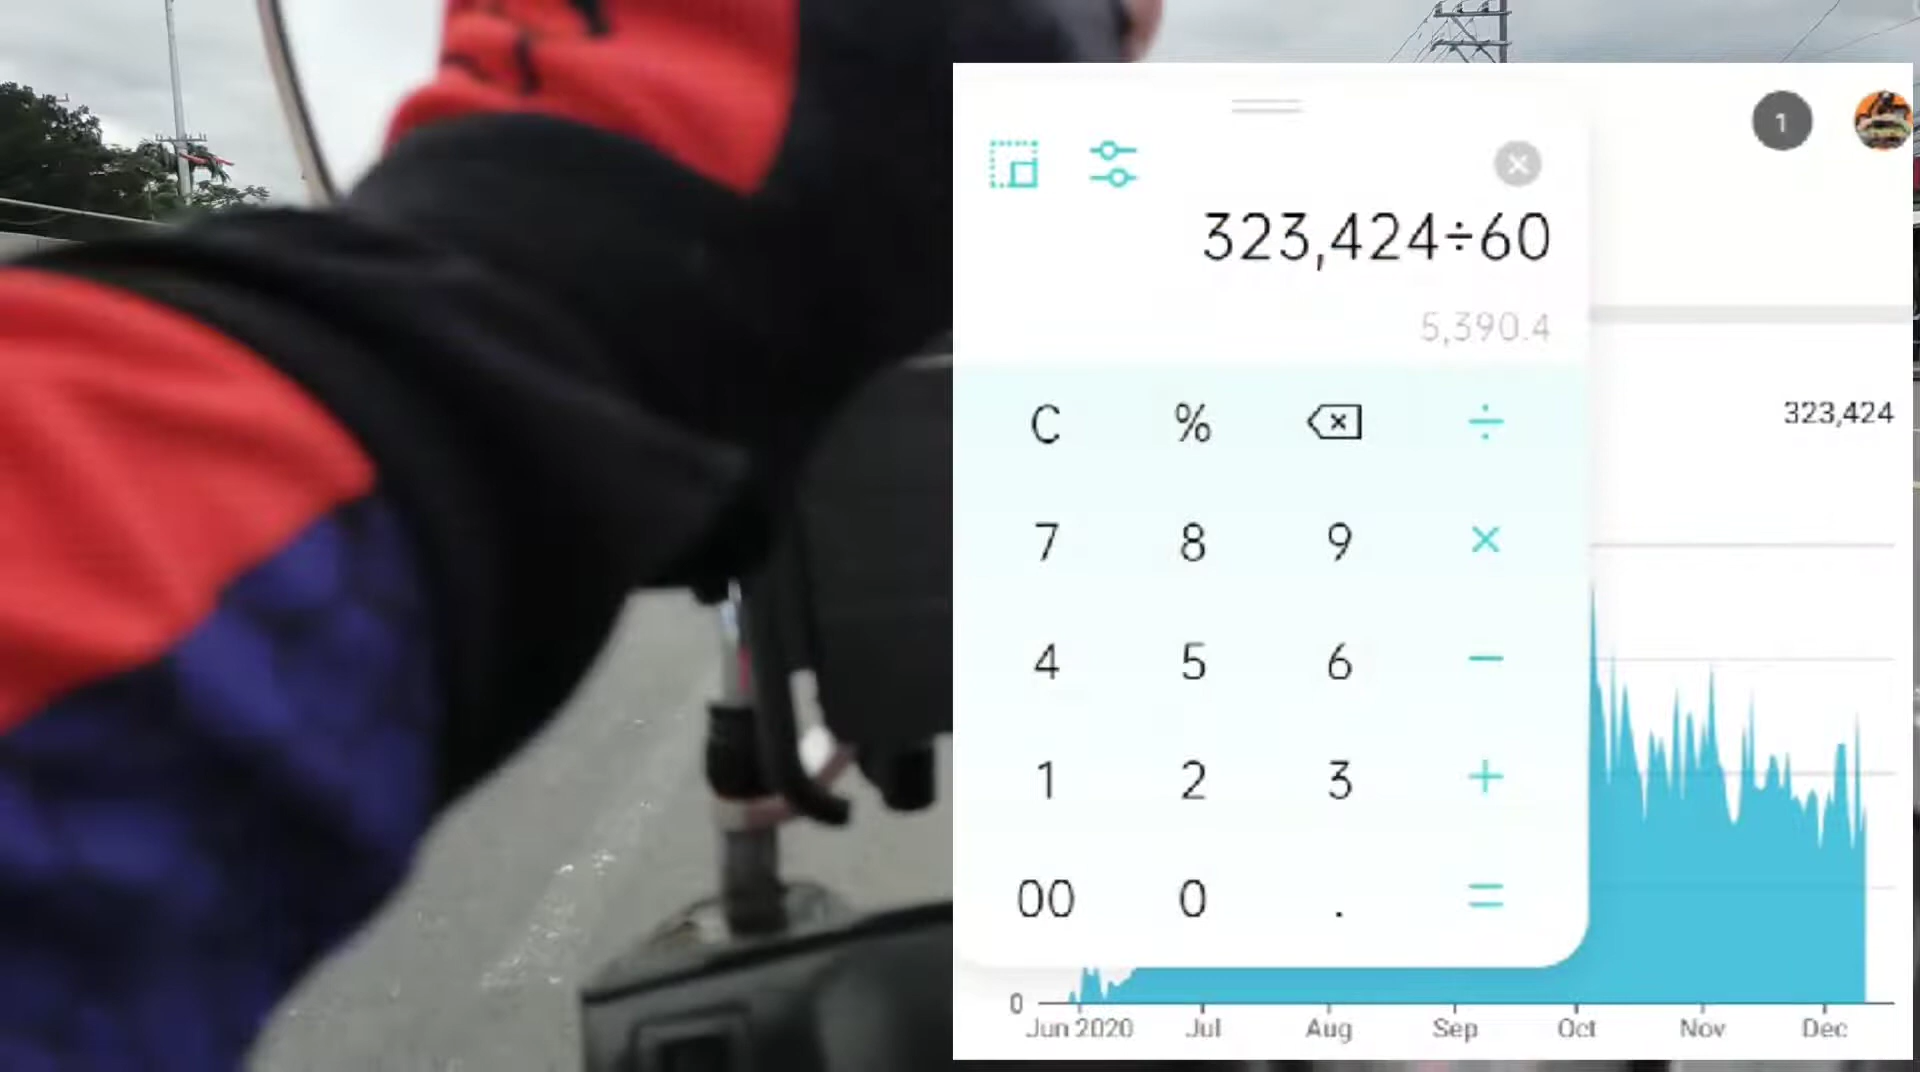 1
323,424÷60
5,390.4
323,424
C % ÷
7 8 9 ×
4 5 6 −
1 2 3 +
00 0 . =
0
Jun 2020 Jul Aug Sep Oct Nov Dec